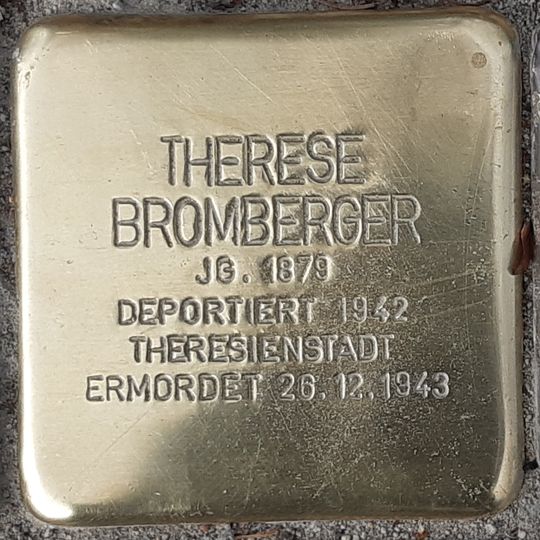 THERESE
BROMBERGER
JG. 1879
DEPORTIERT 1942
THERESIENSTADT
ERMORDET 26.12.1943